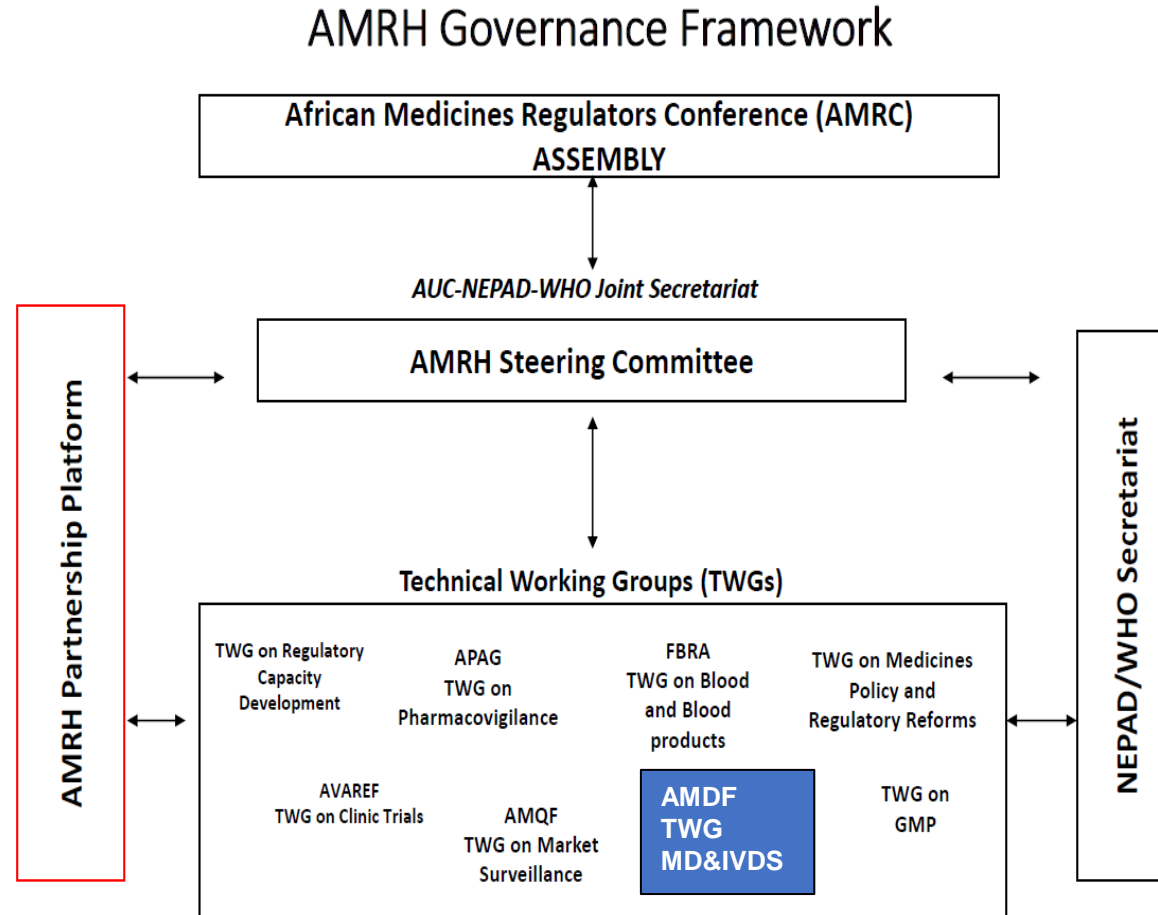 AMRH Governance Framework
African Medicines Regulators Conference (AMRC)
ASSEMBLY
AUC-NEPAD-WHO Joint Secretariat
AMRH Steering Committee
AMRH Partnership Platform
NEPAD/WHO Secretariat
Technical Working Groups (TWGs)
TWG on Regulatory
Capacity
Development
APAG
TWG on
Pharmacovigilance
FBRA
TWG on Blood
and Blood
products
TWG on Medicines
Policy and
Regulatory Reforms
AVAREF
TWG on Clinic Trials
AMQF
TWG on Market
Surveillance
AMDF
TWG
MD&IVDS
TWG on
GMP